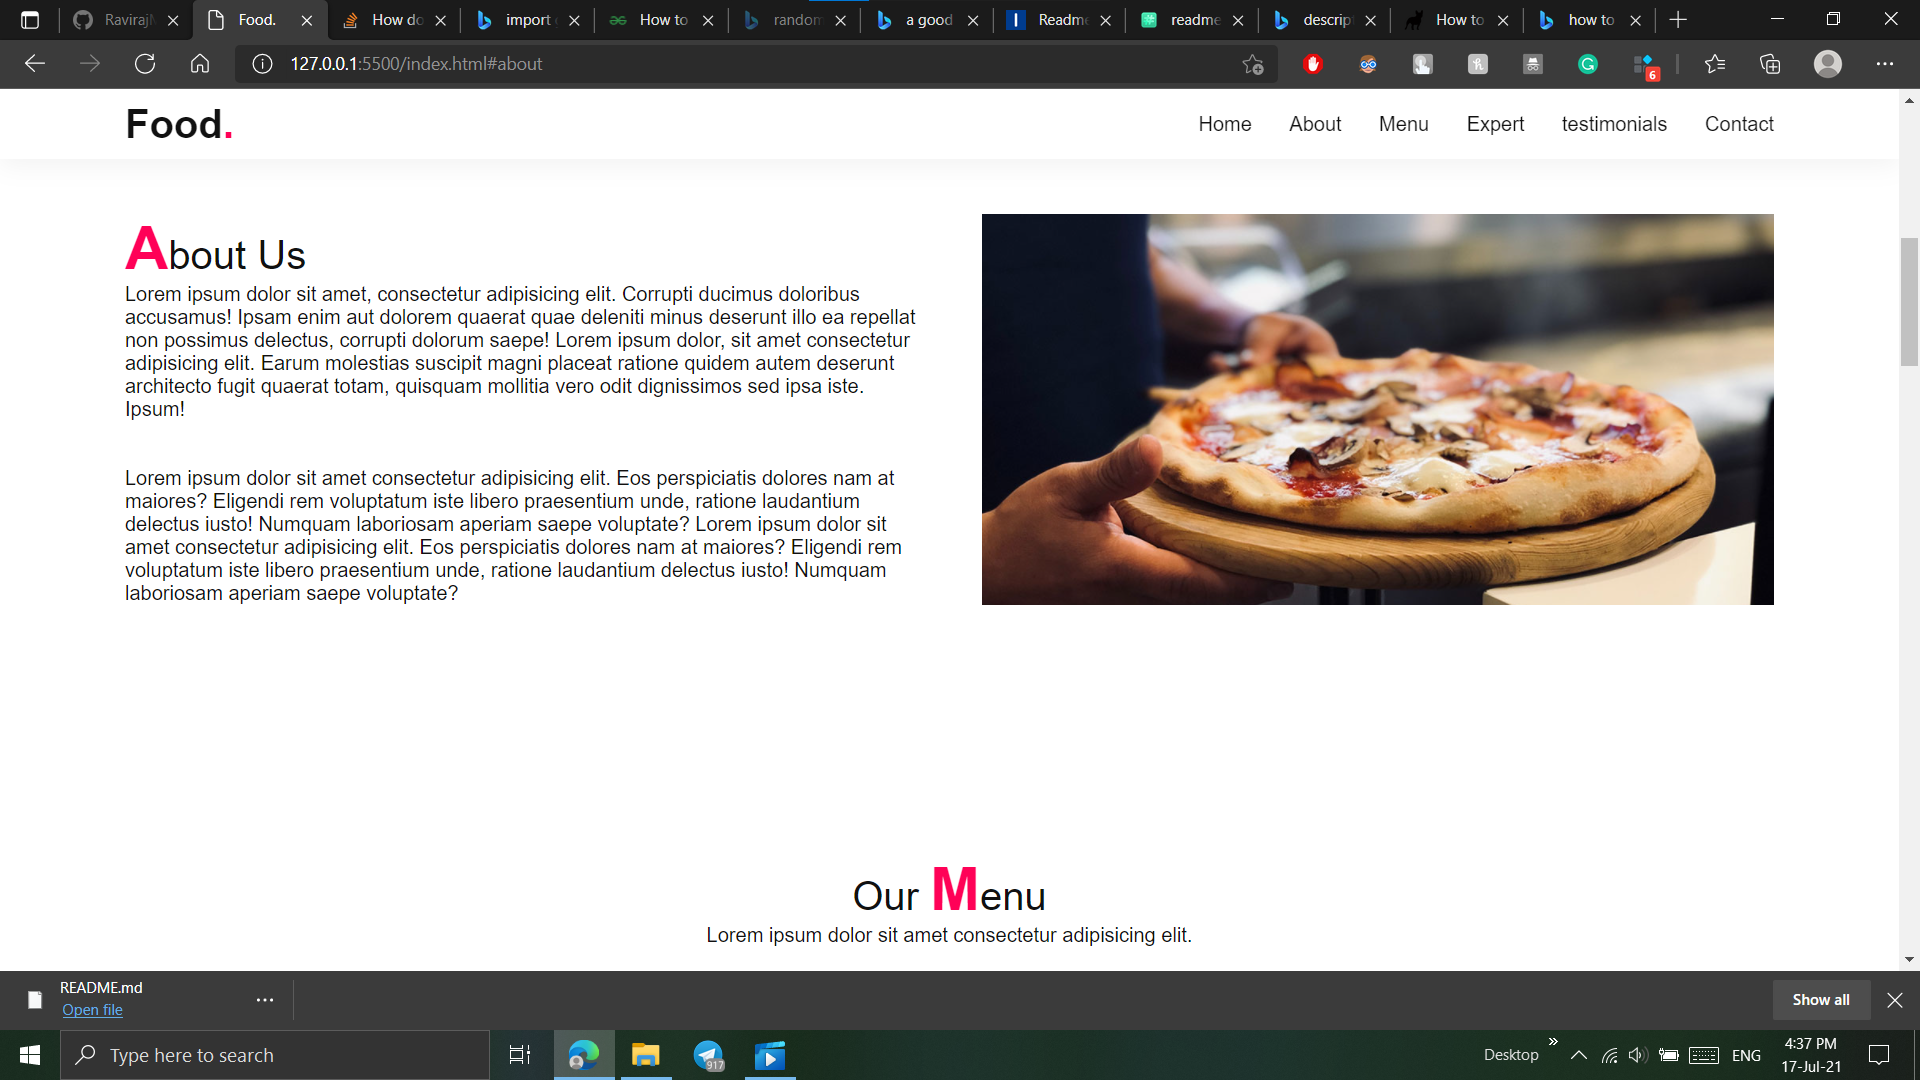 Raviraj
Food.
How do
import
How to
random
a good
Readme
readme
descrip
How to
how to
127.0.0.1:5500/index.html#about
6
Food.
Home About Menu Expert testimonials Contact
About Us
Lorem ipsum dolor sit amet, consectetur adipisicing elit. Corrupti ducimus doloribus
accusamus! Ipsam enim aut dolorem quaerat quae deleniti minus deserunt illo ea repellat
non possimus delectus, corrupti dolorum saepe! Lorem ipsum dolor, sit amet consectetur
adipisicing elit. Earum molestias suscipit magni placeat ratione quidem autem deserunt
architecto fugit quaerat totam, quisquam mollitia vero odit dignissimos sed ipsa iste.
Ipsum!
Lorem ipsum dolor sit amet consectetur adipisicing elit. Eos perspiciatis dolores nam at
maiores? Eligendi rem voluptatum iste libero praesentium unde, ratione laudantium
delectus iusto! Numquam laboriosam aperiam saepe voluptate? Lorem ipsum dolor sit
amet consectetur adipisicing elit. Eos perspiciatis dolores nam at maiores? Eligendi rem
voluptatum iste libero praesentium unde, ratione laudantium delectus iusto! Numquam
laboriosam aperiam saepe voluptate?
Our Menu
Lorem ipsum dolor sit amet consectetur adipisicing elit.
README.md
Open file
Show all
Type here to search
917
Desktop
ENG
4:37 PM
17-Jul-21